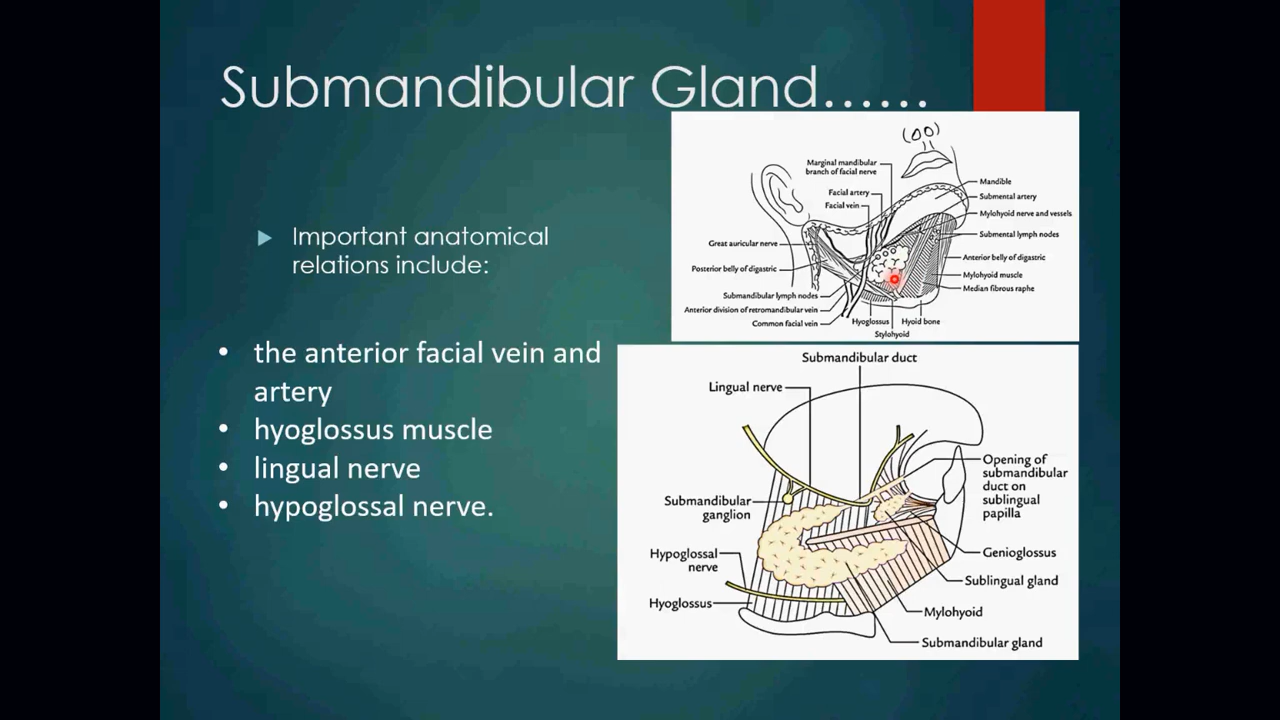 Submandibular Gland......
Important anatomical
relations include:
• the anterior facial vein and
artery
• hyoglossus muscle
• lingual nerve
• hypoglossal nerve.
Marginal mandibular
branch of facial nerve
Facial artery
Facial vein
Great auricular nerve
Posterior belly of digastric
Submandibular lymph nodes
Anterior division of retromandibular vein
Common facial vein
Hyoglossus
Stylohyoid
Hyoid bone
Mandible
Submental artery
Mylohyoid nerve and vessels
Submental lymph nodes
Anterior belly of digastric
Mylohyoid muscle
Median fibrous raphe
Submandibular duct
Lingual nerve
Submandibular
ganglion
Hypoglossal
nerve
Hyoglossus
Opening of
submandibular
duct on
sublingual
papilla
Genioglossus
Sublingual gland
Mylohyoid
Submandibular gland